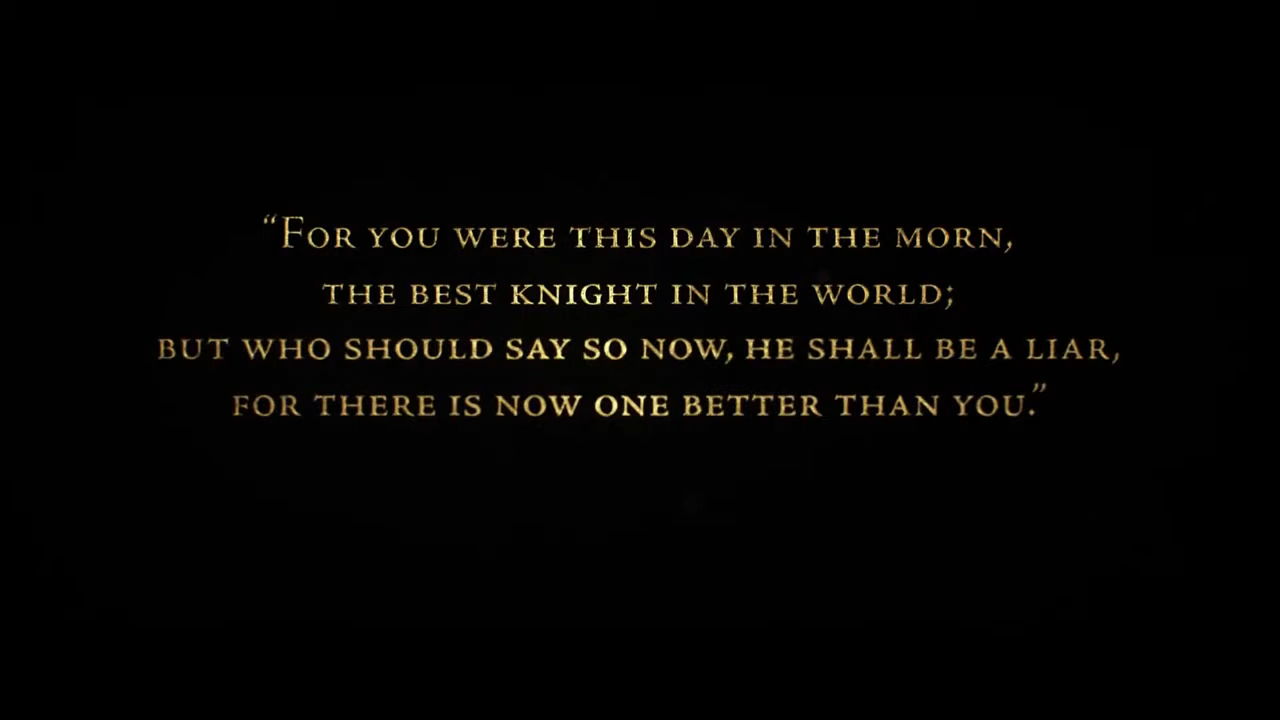 “For you were this day in the morn,
the best knight in the world;
but who should say so now, he shall be a liar,
for there is now one better than you.”